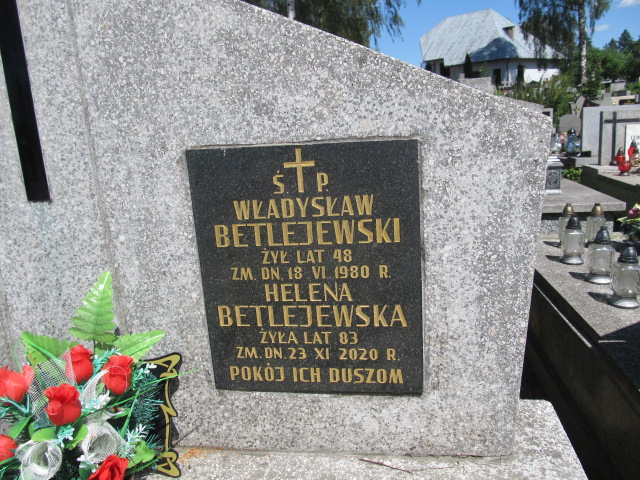 Ś. P.
WŁADYSŁAW
BETLEJEWSKI
ŻYŁ LAT 48
ZM. DN. 18 VI 1980 R.
HELENA
BETLEJEWSKA
ŻYŁA LAT 83
ZM. DN. 23 XI 2020 R.
POKÓJ ICH DUSZOM